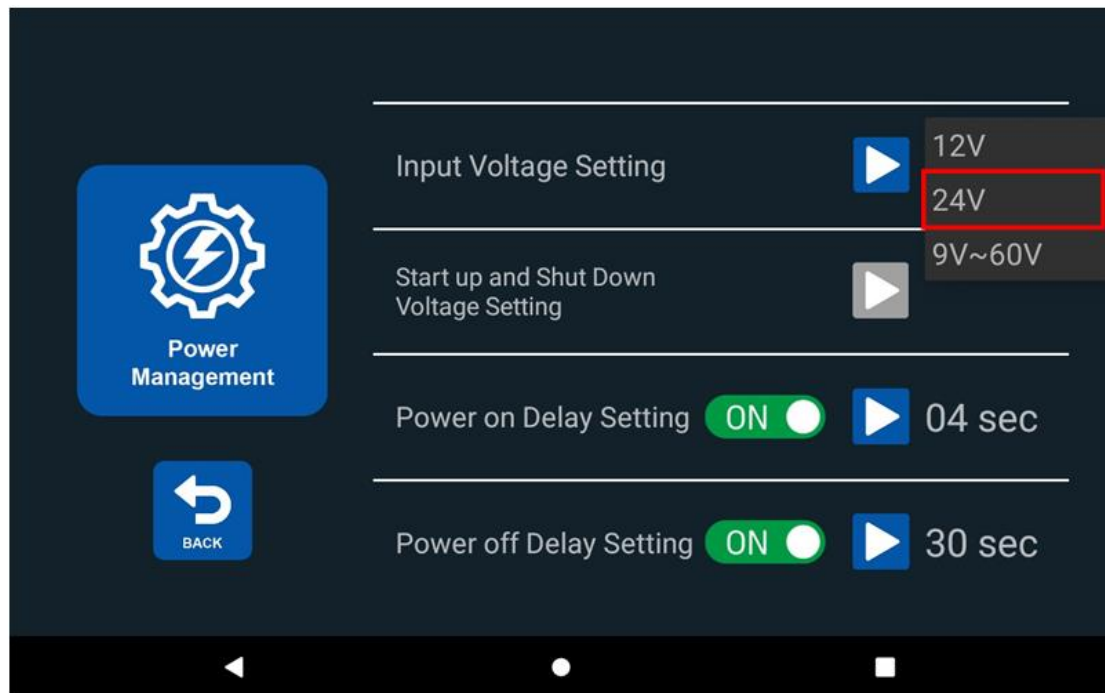 Power
Management
BACK
Input Voltage Setting
12V
24V
9V~60V
Start up and Shut Down
Voltage Setting
Power on Delay Setting ON 04 sec
Power off Delay Setting ON 30 sec